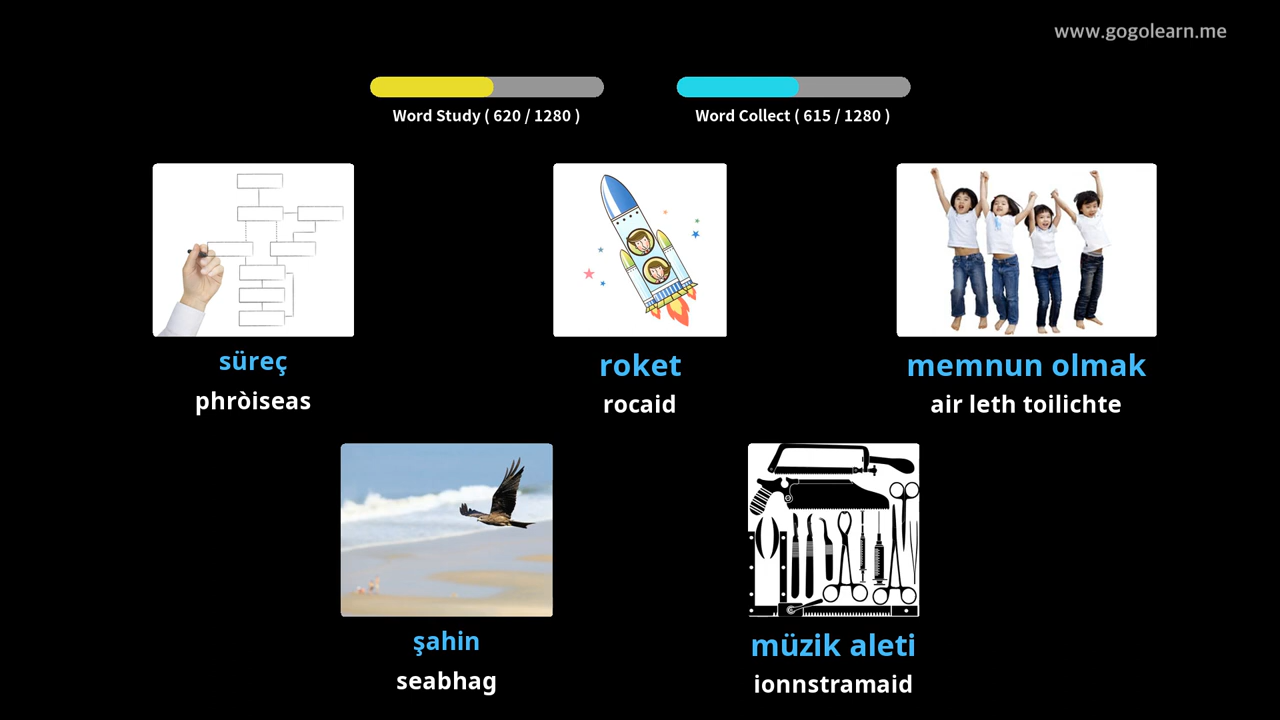 www.gogolearn.me
Word Study ( 620 / 1280 )
Word Collect ( 615 / 1280 )
süreç
phròiseas
roket
rocaid
memnun olmak
air leth toilichte
şahin
seabhag
müzik aleti
ionnstramaid